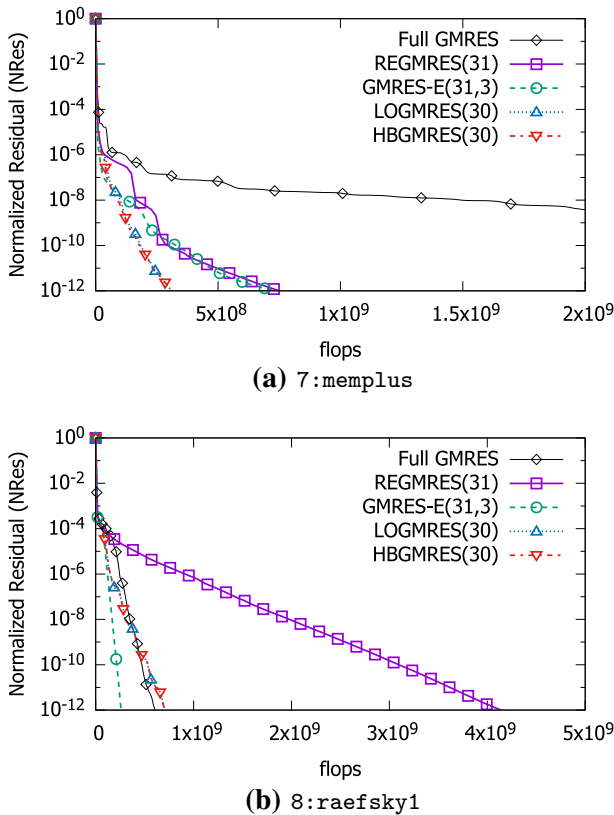 Normalized Residual (NRes)
10^0
10^-2
10^-4
10^-6
10^-8
10^-10
10^-12
Full GMRES
REGMRES(31)
GMRES-E(31,3)
LOGMRES(30)
HBGMRES(30)
0 5x10^8 1x10^9 1.5x10^9 2x10^9
flops
(a) 7:memplus
Normalized Residual (NRes)
10^0
10^-2
10^-4
10^-6
10^-8
10^-10
10^-12
Full GMRES
REGMRES(31)
GMRES-E(31,3)
LOGMRES(30)
HBGMRES(30)
0 1x10^9 2x10^9 3x10^9 4x10^9 5x10^9
flops
(b) 8:raefsky1